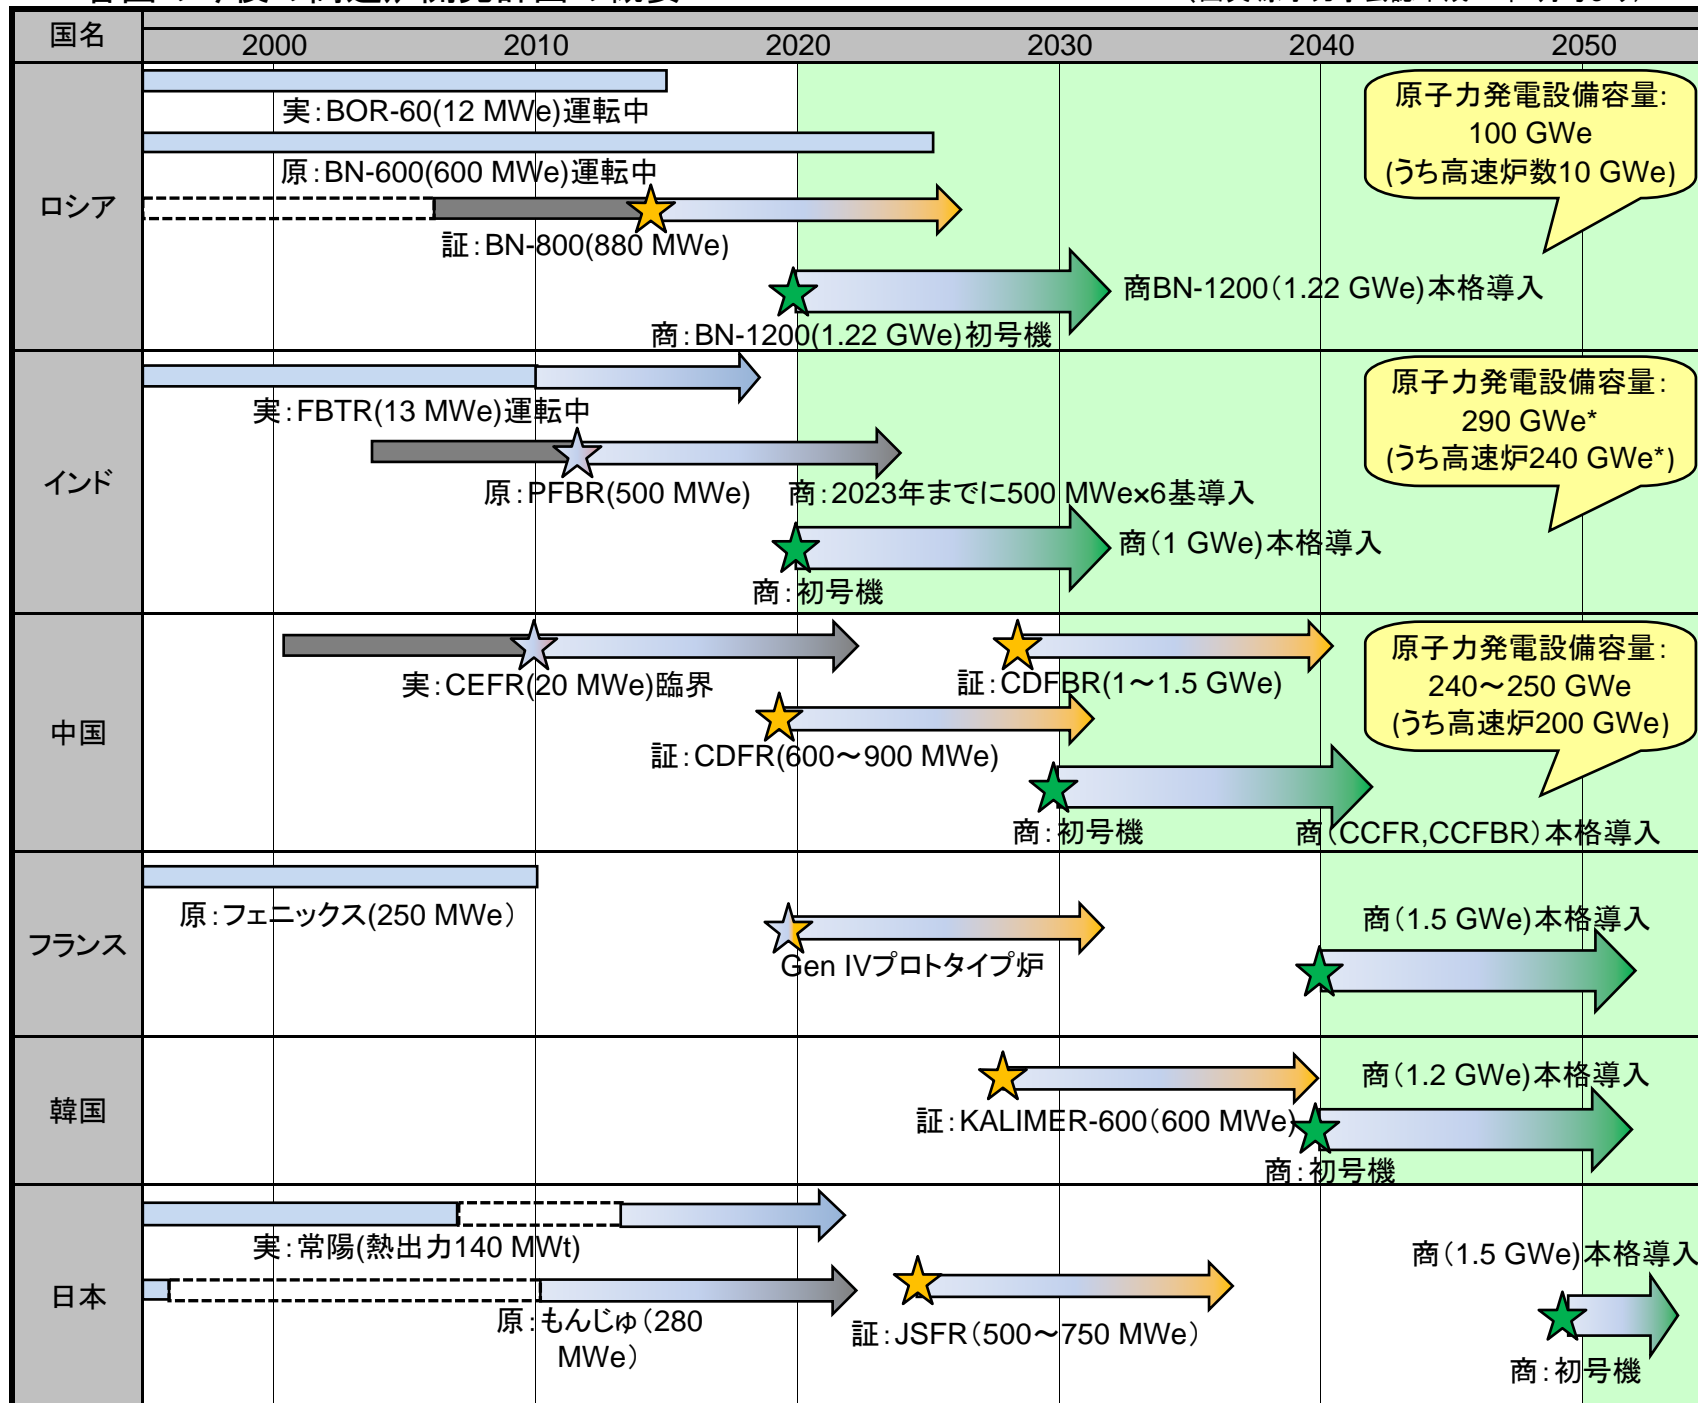 国名
2000 2010 2020 2030 2040 2050
ロシア
実:BOR-60(12 MWe)運転中
原:BN-600(600 MWe)運転中
証:BN-800(880 MWe)
商BN-1200(1.22 GWe)本格導入
商:BN-1200(1.22 GWe)初号機
原子力発電設備容量:
100 GWe
(うち高速炉数10 GWe)
インド
実:FBTR(13 MWe)運転中
原:PFBR(500 MWe)
商:2023年までに500 MWe×6基導入
商(1 GWe)本格導入
商:初号機
原子力発電設備容量:
290 GWe*
(うち高速炉240 GWe*)
中国
実:CEFR(20 MWe)臨界
証:CDFBR(1~1.5 GWe)
証:CDFR(600~900 MWe)
商:初号機
商(CCFR,CCFBR)本格導入
原子力発電設備容量:
240~250 GWe
(うち高速炉200 GWe)
フランス
原:フェニックス(250 MWe)
Gen IVプロトタイプ炉
商(1.5 GWe)本格導入
韓国
証:KALIMER-600(600 MWe)
商(1.2 GWe)本格導入
商:初号機
日本
実:常陽(熱出力140 MWt)
原:もんじゅ(280
MWe)
証:JSFR(500~750 MWe)
商(1.5 GWe)本格導入
商:初号機